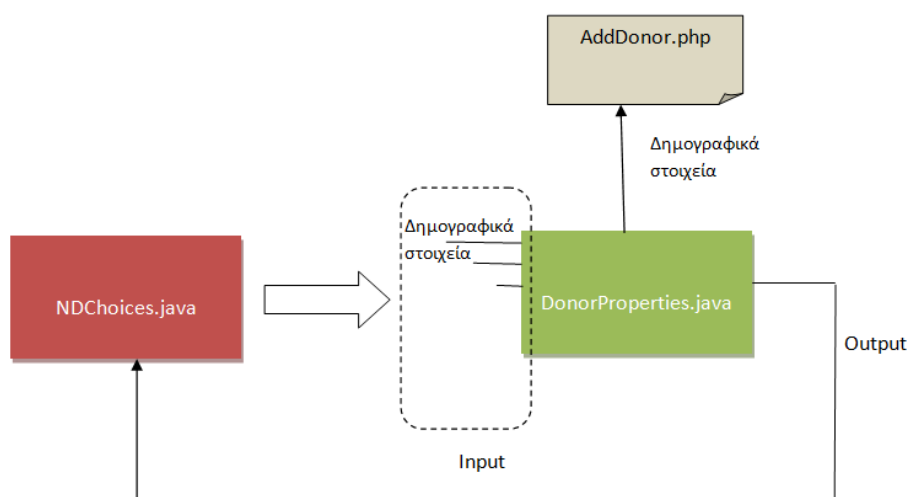 AddDonor.php
Δημογραφικά
στοιχεία
Δημογραφικά
στοιχεία
NDChoices.java
DonorProperties.java
Output
Input